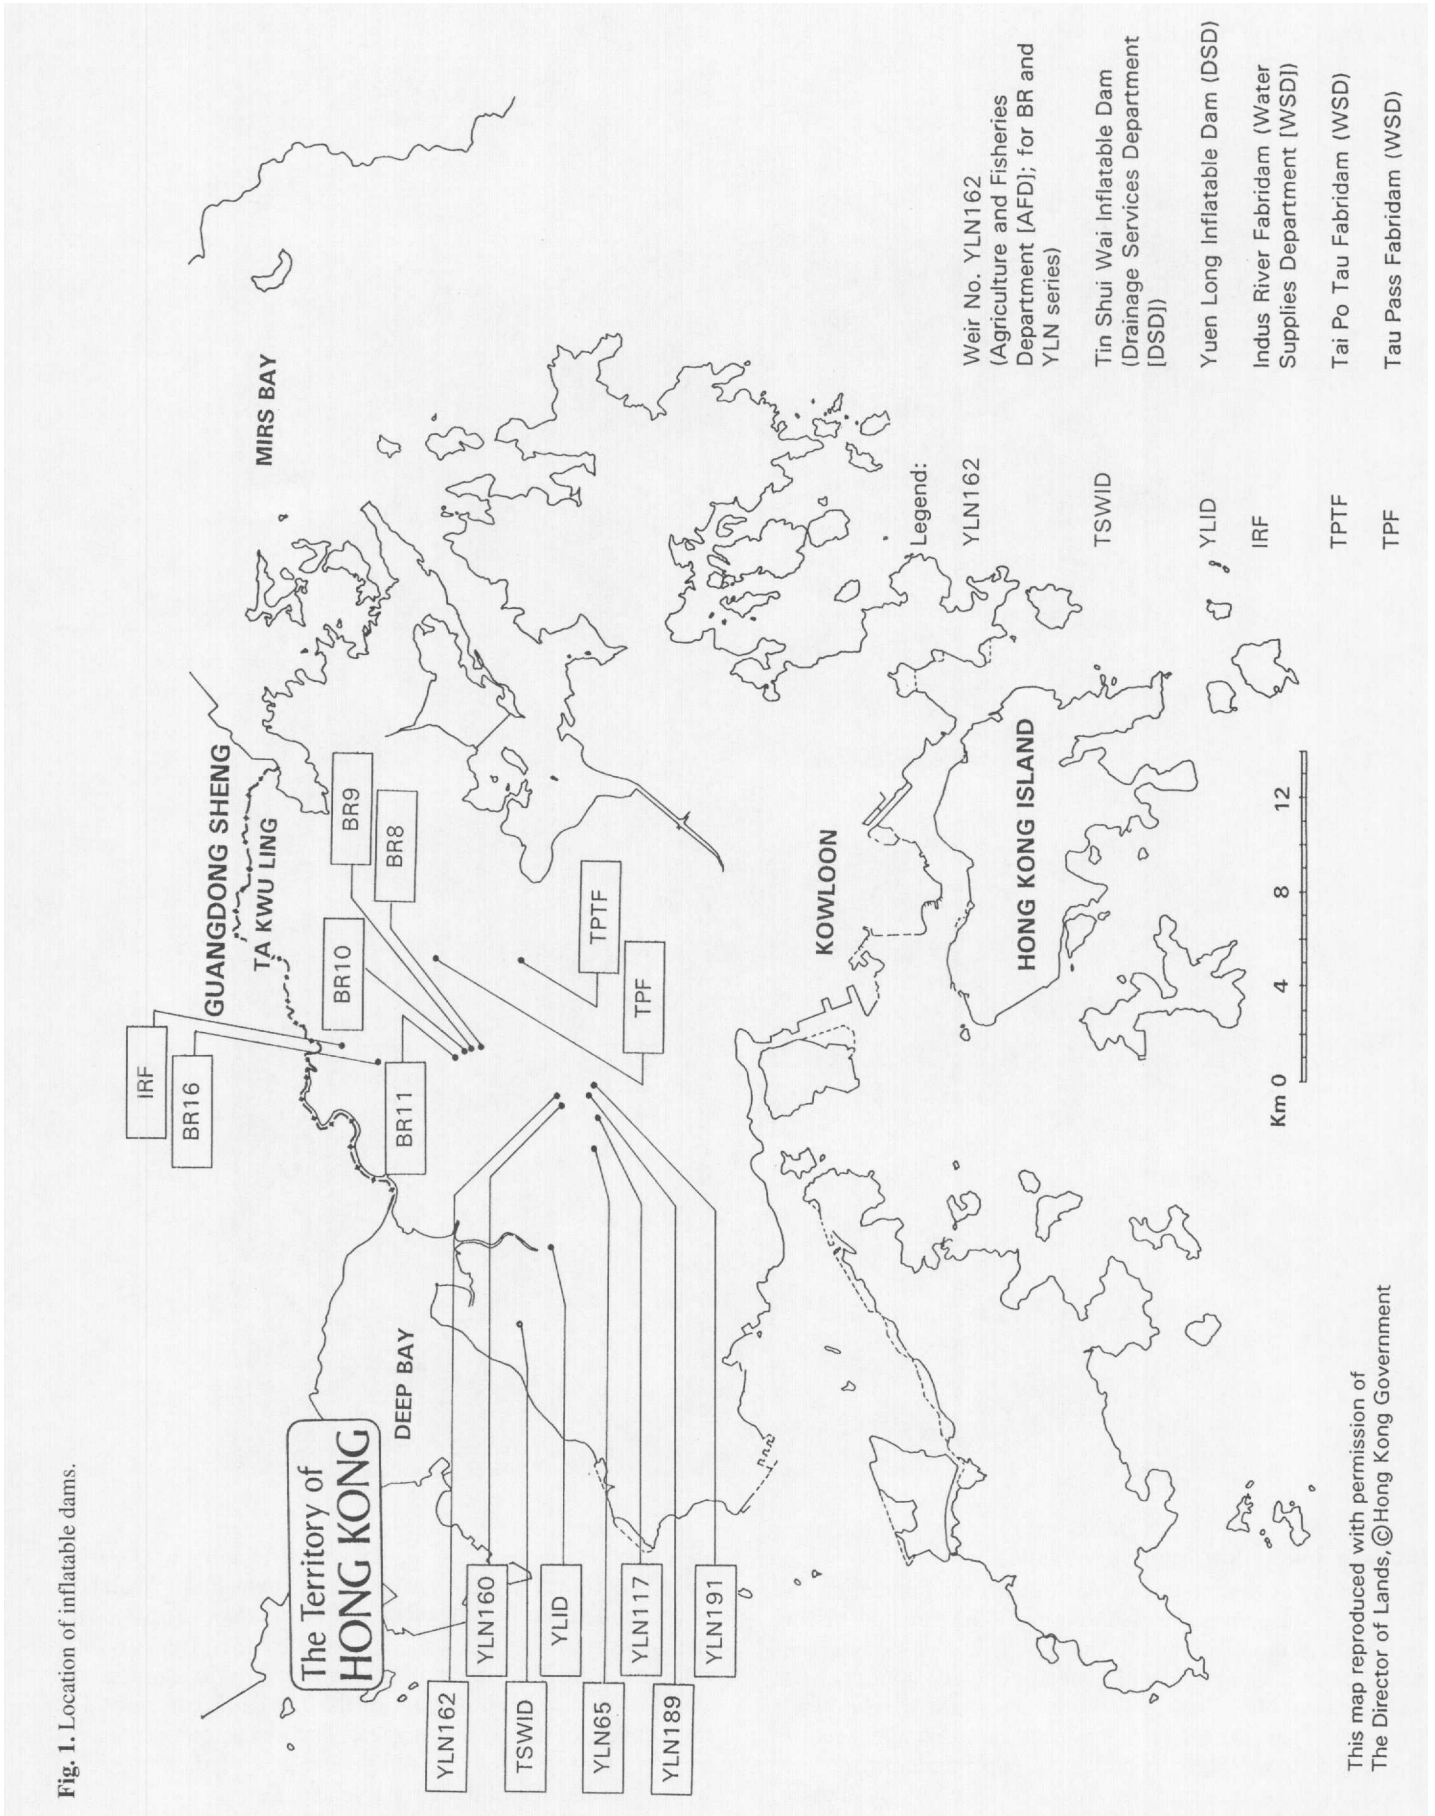 Fig. 1. Location of inflatable dams.
The Territory of
HONG KONG
GUANGDONG SHENG
TA KWU LING
MIRS BAY
DEEP BAY
KOWLOON
HONG KONG ISLAND
IRF
BR16
BR11
BR10
BR9
BR8
TPTF
TPF
YLN162
YLN160
TSWID
YLID
YLN65
YLN117
YLN189
YLN191
Km 0 4 8 12
Legend:
YLN162 Weir No. YLN162
(Agriculture and Fisheries
Department [AFD]; for BR and
YLN series)
TSWID Tin Shui Wai Inflatable Dam
(Drainage Services Department
[DSD])
YLID Yuen Long Inflatable Dam (DSD)
IRF Indus River Fabridam (Water
Supplies Department [WSD])
TPTF Tai Po Tau Fabridam (WSD)
TPF Tau Pass Fabridam (WSD)
This map reproduced with permission of
The Director of Lands, ©Hong Kong Government